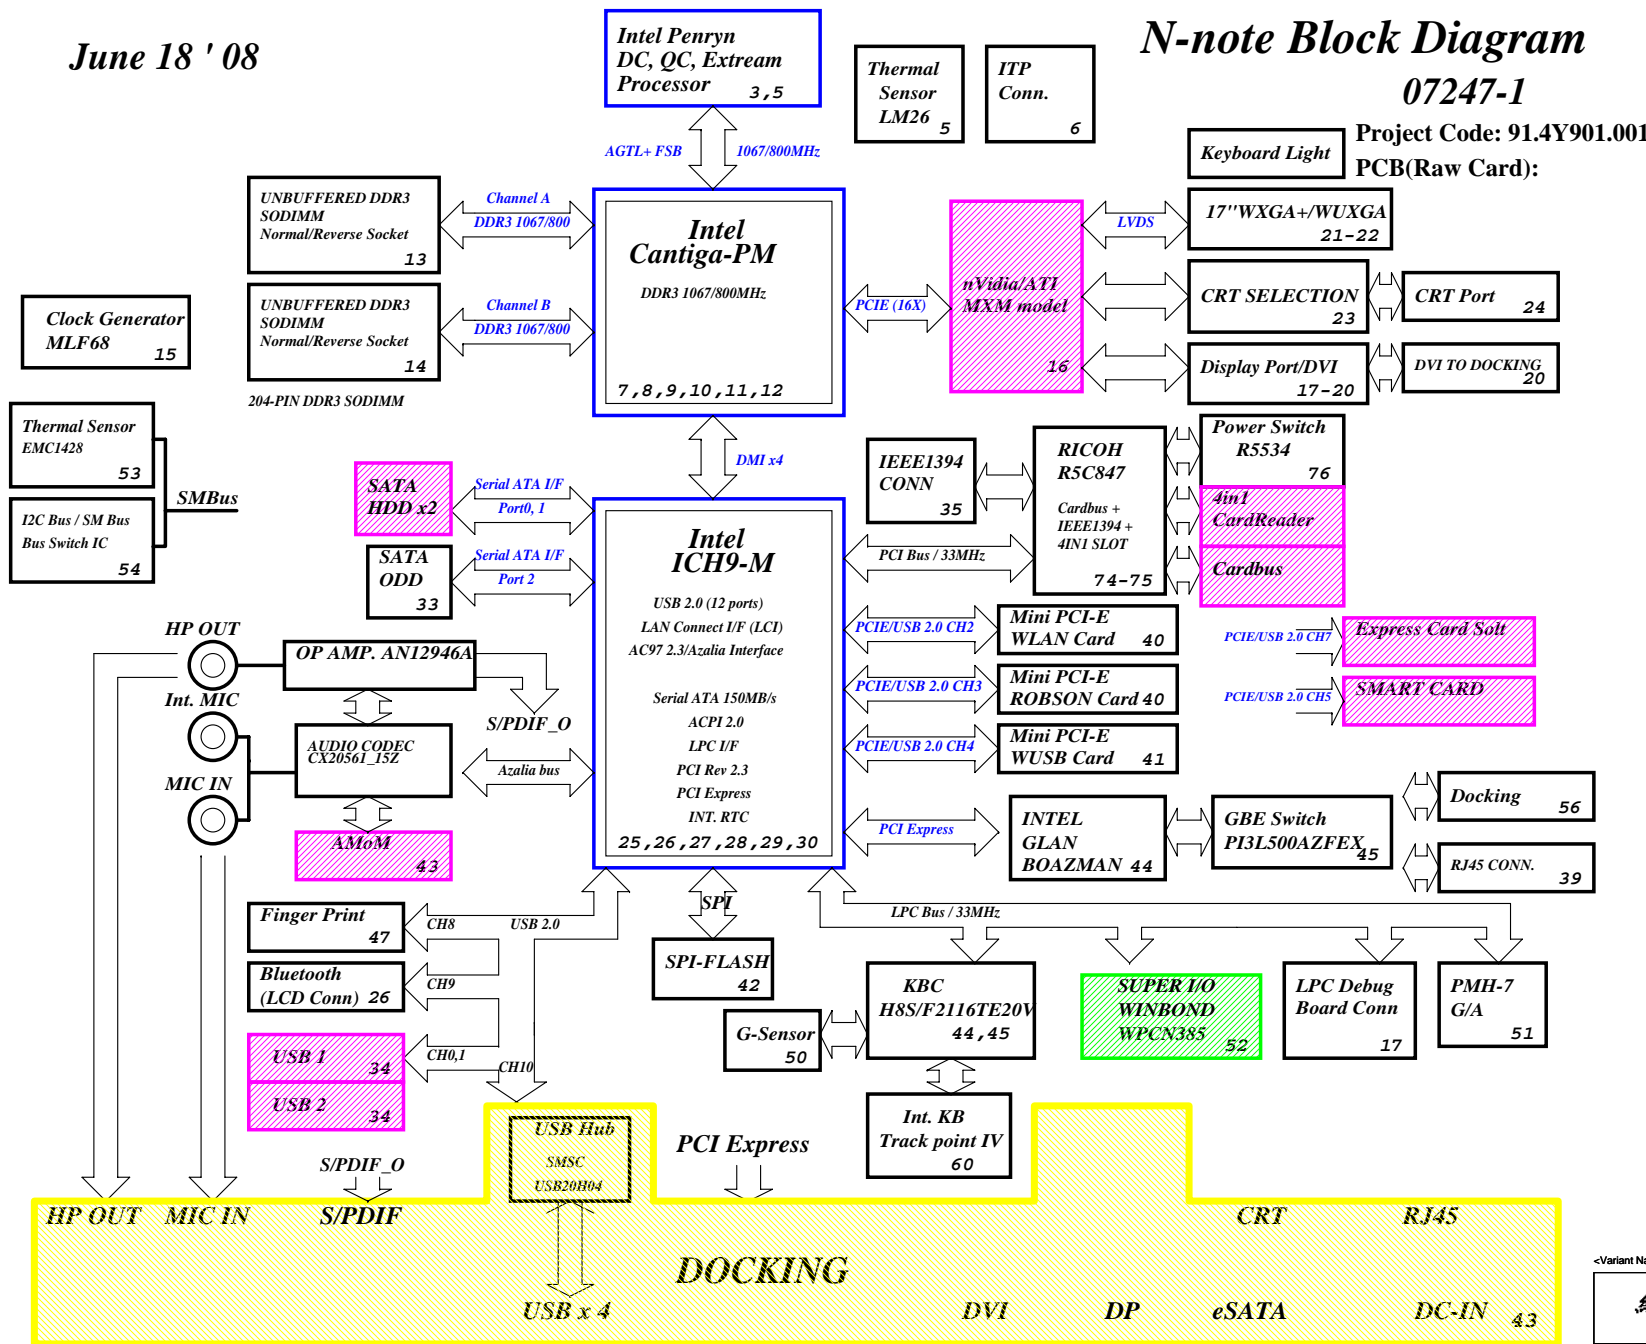 June 18 ' 08
N-note Block Diagram
07247-1
Project Code: 91.4Y901.001
PCB(Raw Card):
Intel Penryn
DC, QC, Extream
Processor
3,5
Thermal
Sensor
LM26
5
ITP
Conn.
6
Keyboard Light
AGTL+ FSB
1067/800MHz
UNBUFFERED DDR3
SODIMM
Normal/Reverse Socket
13
Channel A
DDR3 1067/800
Intel
Cantiga-PM
DDR3 1067/800MHz
7,8,9,10,11,12
UNBUFFERED DDR3
SODIMM
Normal/Reverse Socket
14
Channel B
DDR3 1067/800
204-PIN DDR3 SODIMM
PCIE (16X)
nVidia/ATI
MXM model
16
LVDS
17"WXGA+/WUXGA
21-22
CRT SELECTION
23
CRT Port
24
Display Port/DVI
17-20
DVI TO DOCKING
20
Clock Generator
MLF68
15
Thermal Sensor
EMC1428
53
I2C Bus / SM Bus
Bus Switch IC
54
SMBus
DMI x4
SATA
HDD x2
Serial ATA I/F
Port0, 1
SATA
ODD
33
Serial ATA I/F
Port 2
Intel
ICH9-M
USB 2.0 (12 ports)
LAN Connect I/F (LCI)
AC97 2.3/Azalia Interface
Serial ATA 150MB/s
ACPI 2.0
LPC I/F
PCI Rev 2.3
PCI Express
INT. RTC
25,26,27,28,29,30
IEEE1394
CONN
35
RICOH
R5C847
Cardbus +
IEEE1394 +
4IN1 SLOT
74-75
PCI Bus / 33MHz
Power Switch
R5534
76
4in1
CardReader
Cardbus
PCIE/USB 2.0 CH2
Mini PCI-E
WLAN Card
40
PCIE/USB 2.0 CH3
Mini PCI-E
ROBSON Card
40
PCIE/USB 2.0 CH4
Mini PCI-E
WUSB Card
41
PCIE/USB 2.0 CH7
Express Card Solt
PCIE/USB 2.0 CH5
SMART CARD
HP OUT
Int. MIC
MIC IN
OP AMP. AN12946A
S/PDIF_O
AUDIO CODEC
CX20561_15Z
Azalia bus
AMoM
43
PCI Express
INTEL
GLAN
BOAZMAN
44
GBE Switch
PI3L500AZFEX
45
Docking
56
RJ45 CONN.
39
Finger Print
47
CH8
USB 2.0
Bluetooth
(LCD Conn)
26
CH9
USB 1
34
USB 2
34
CH0,1
CH10
SPI
SPI-FLASH
42
LPC Bus / 33MHz
G-Sensor
50
KBC
H8S/F2116TE20V
44,45
SUPER I/O
WINBOND
WPCN385
52
LPC Debug
Board Conn
17
PMH-7
G/A
51
Int. KB
Track point IV
60
USB Hub
SMSC
USB20H04
PCI Express
S/PDIF_O
HP OUT
MIC IN
S/PDIF
CRT
RJ45
DOCKING
USB x 4
DVI
DP
eSATA
DC-IN
43
<Variant Na